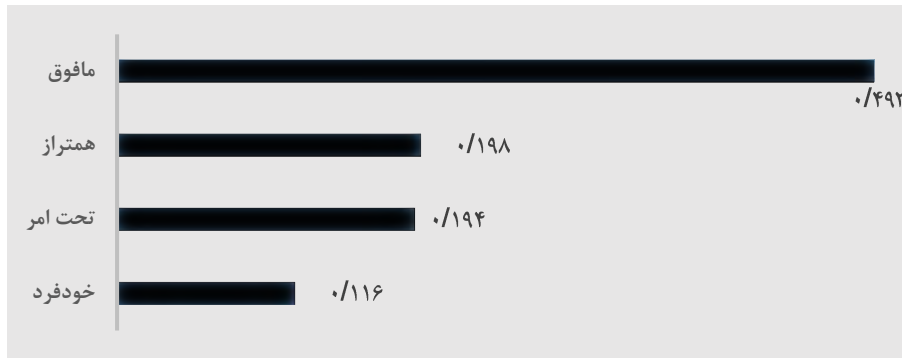 مافوق
۰/۴۹۲
همتراز ۰/۱۹۸
تحت امر ۰/۱۹۴
خودفرد ۰/۱۱۶